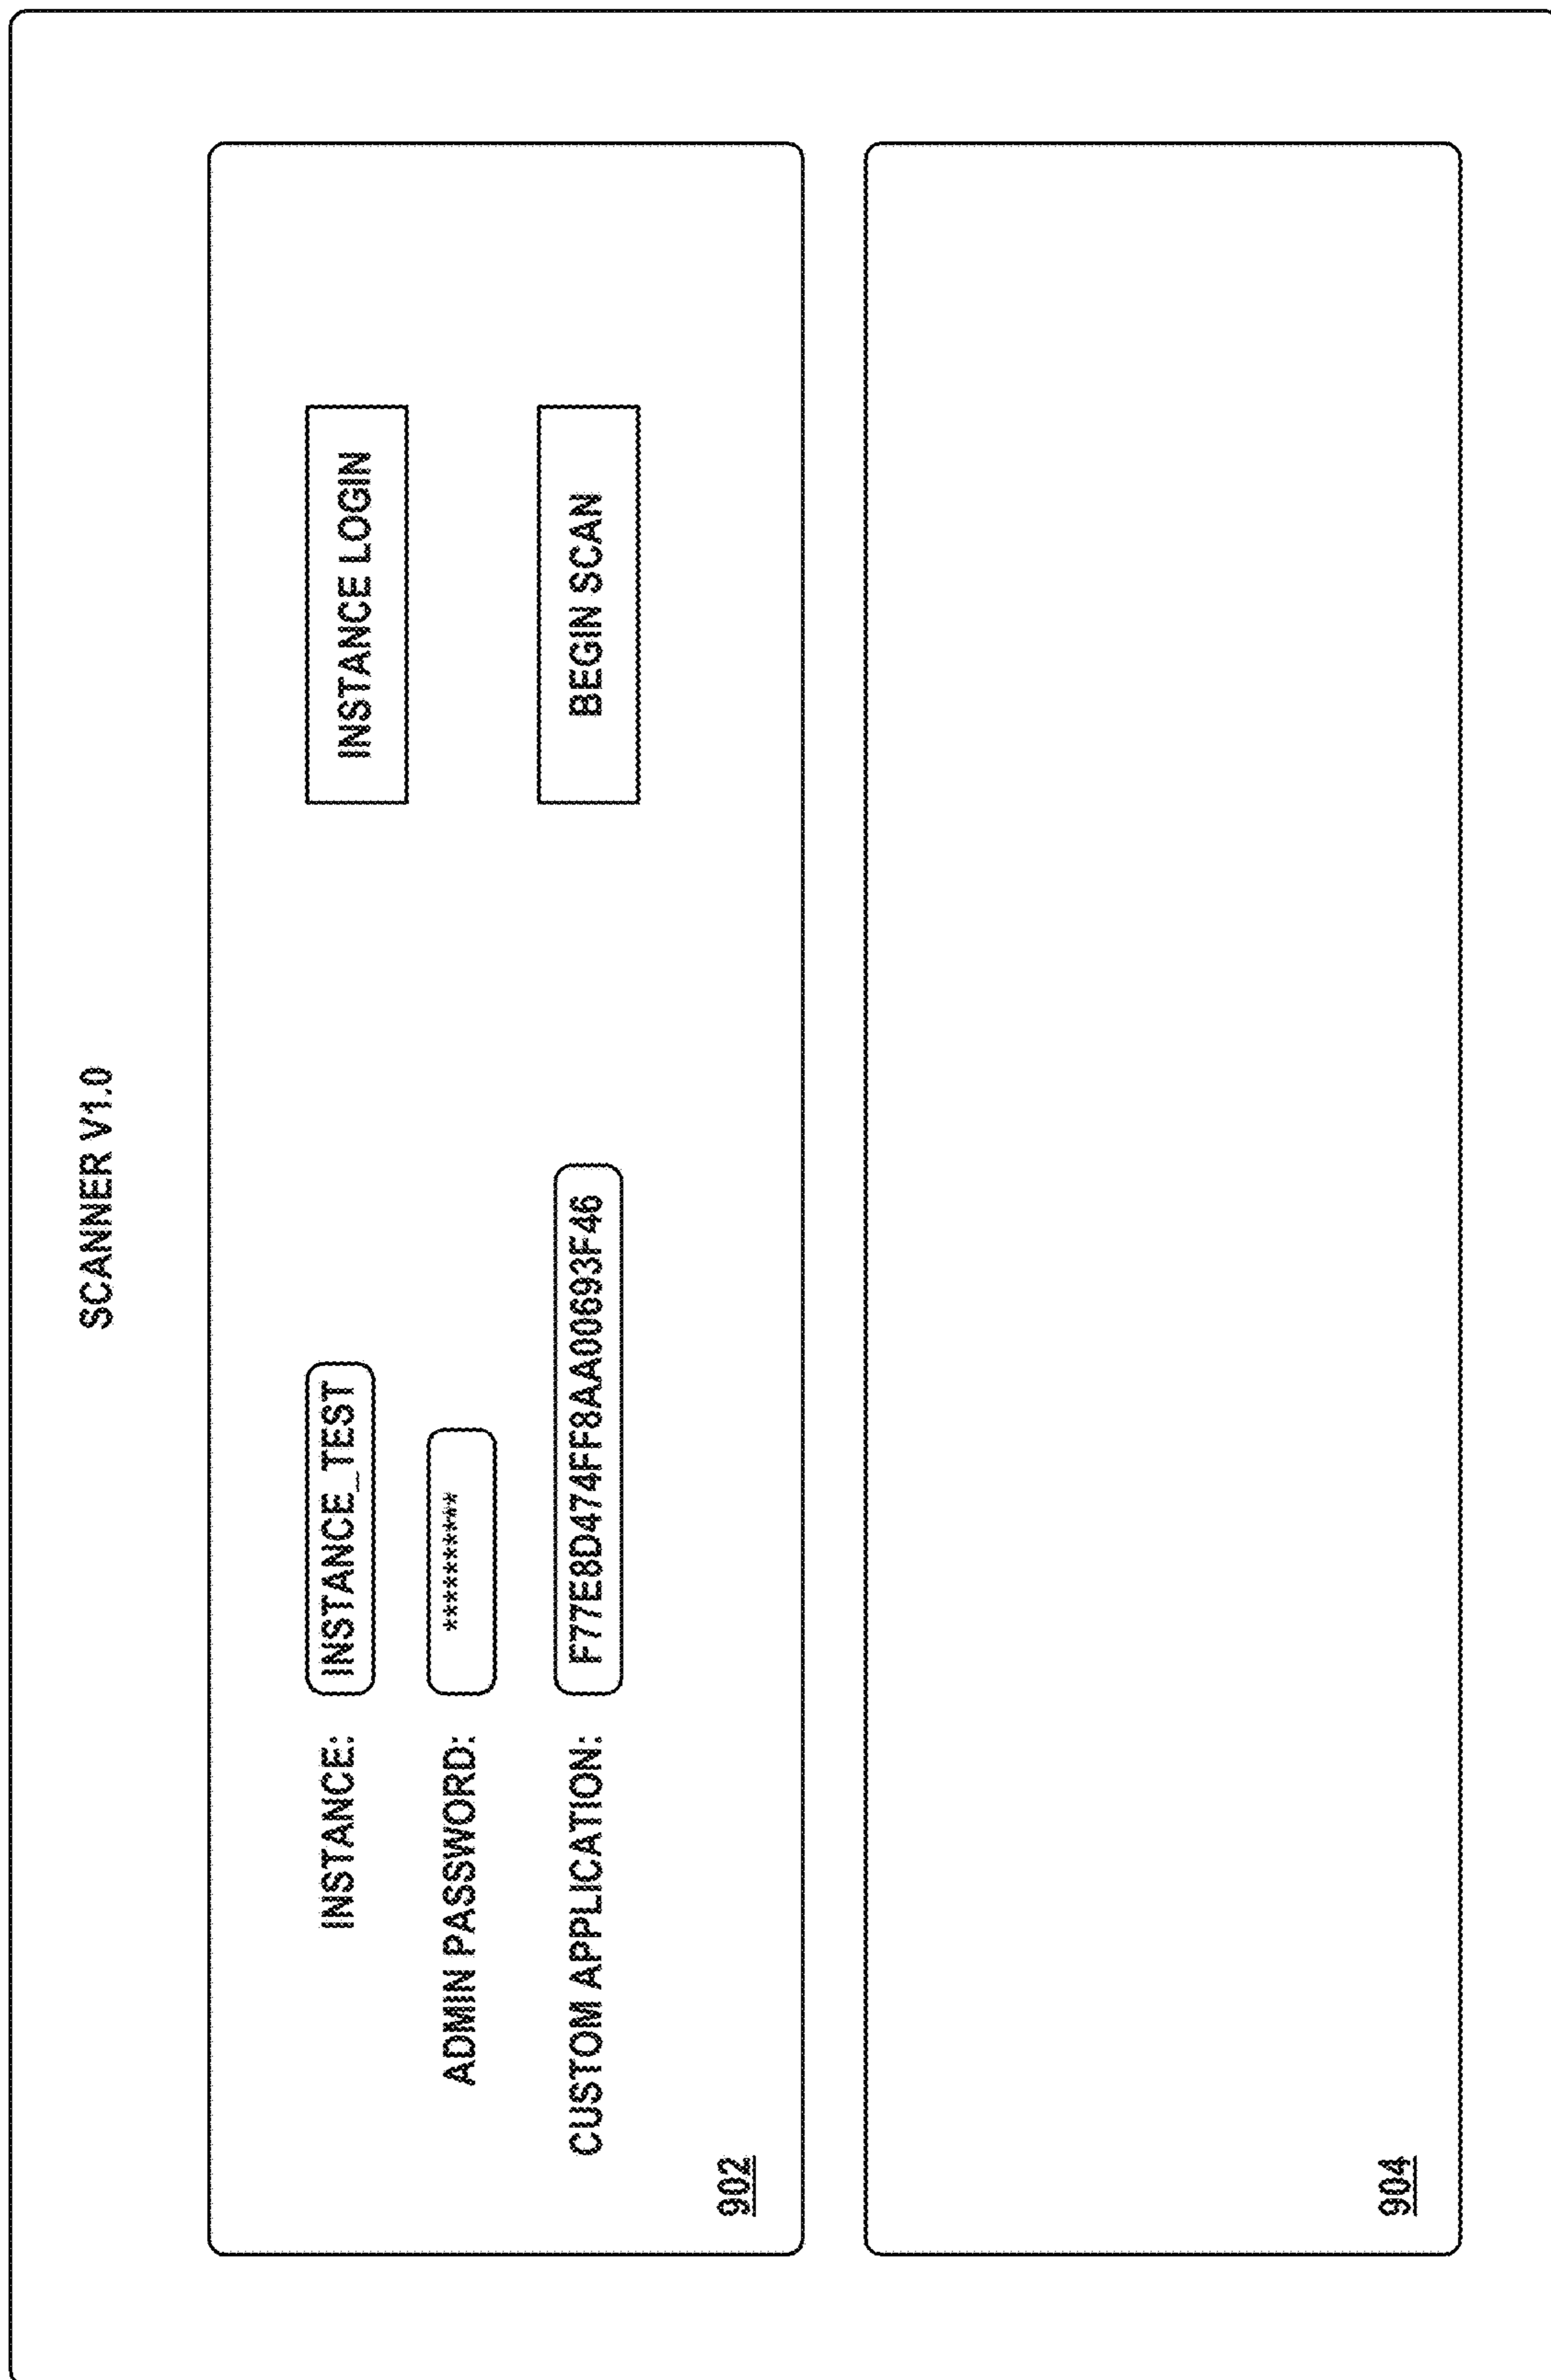 SCANNER V1.0
INSTANCE: INSTANCE_TEST INSTANCE LOGIN
ADMIN PASSWORD: *********
CUSTOM APPLICATION: F77E8D474FF8AA00693F46 BEGIN SCAN
902
904